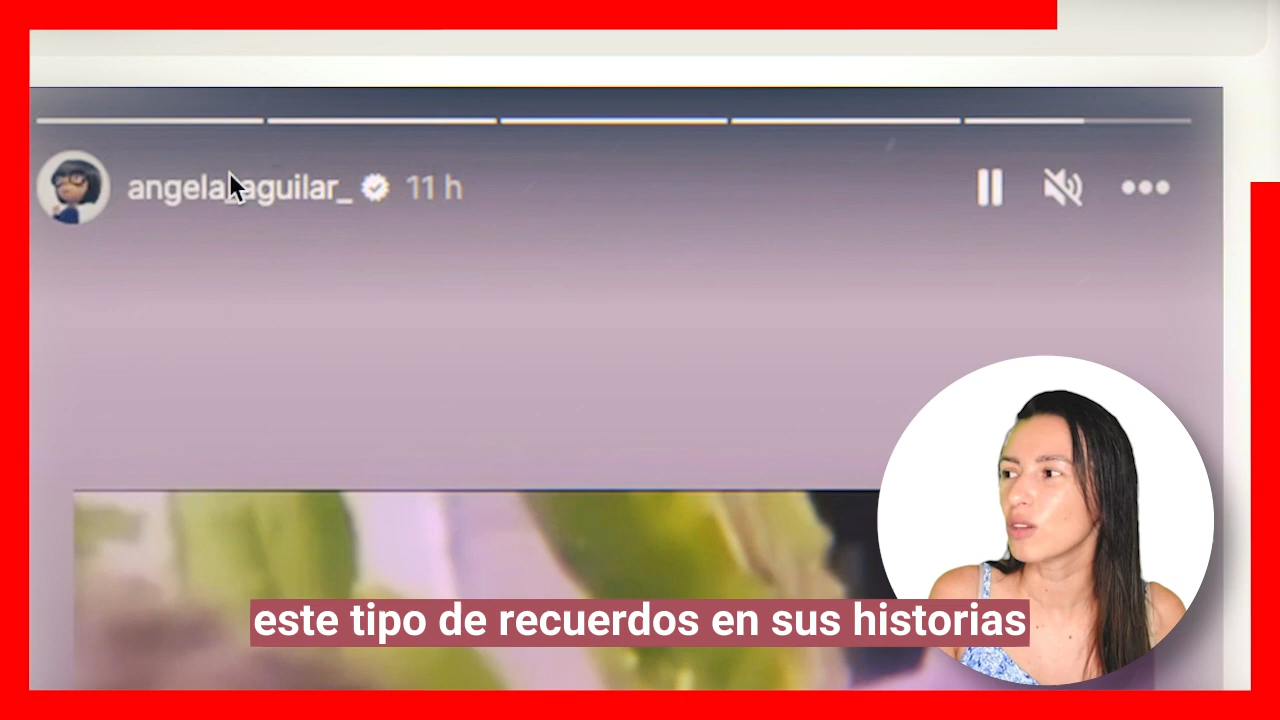 angela_aguilar_ 11 h
este tipo de recuerdos en sus historias